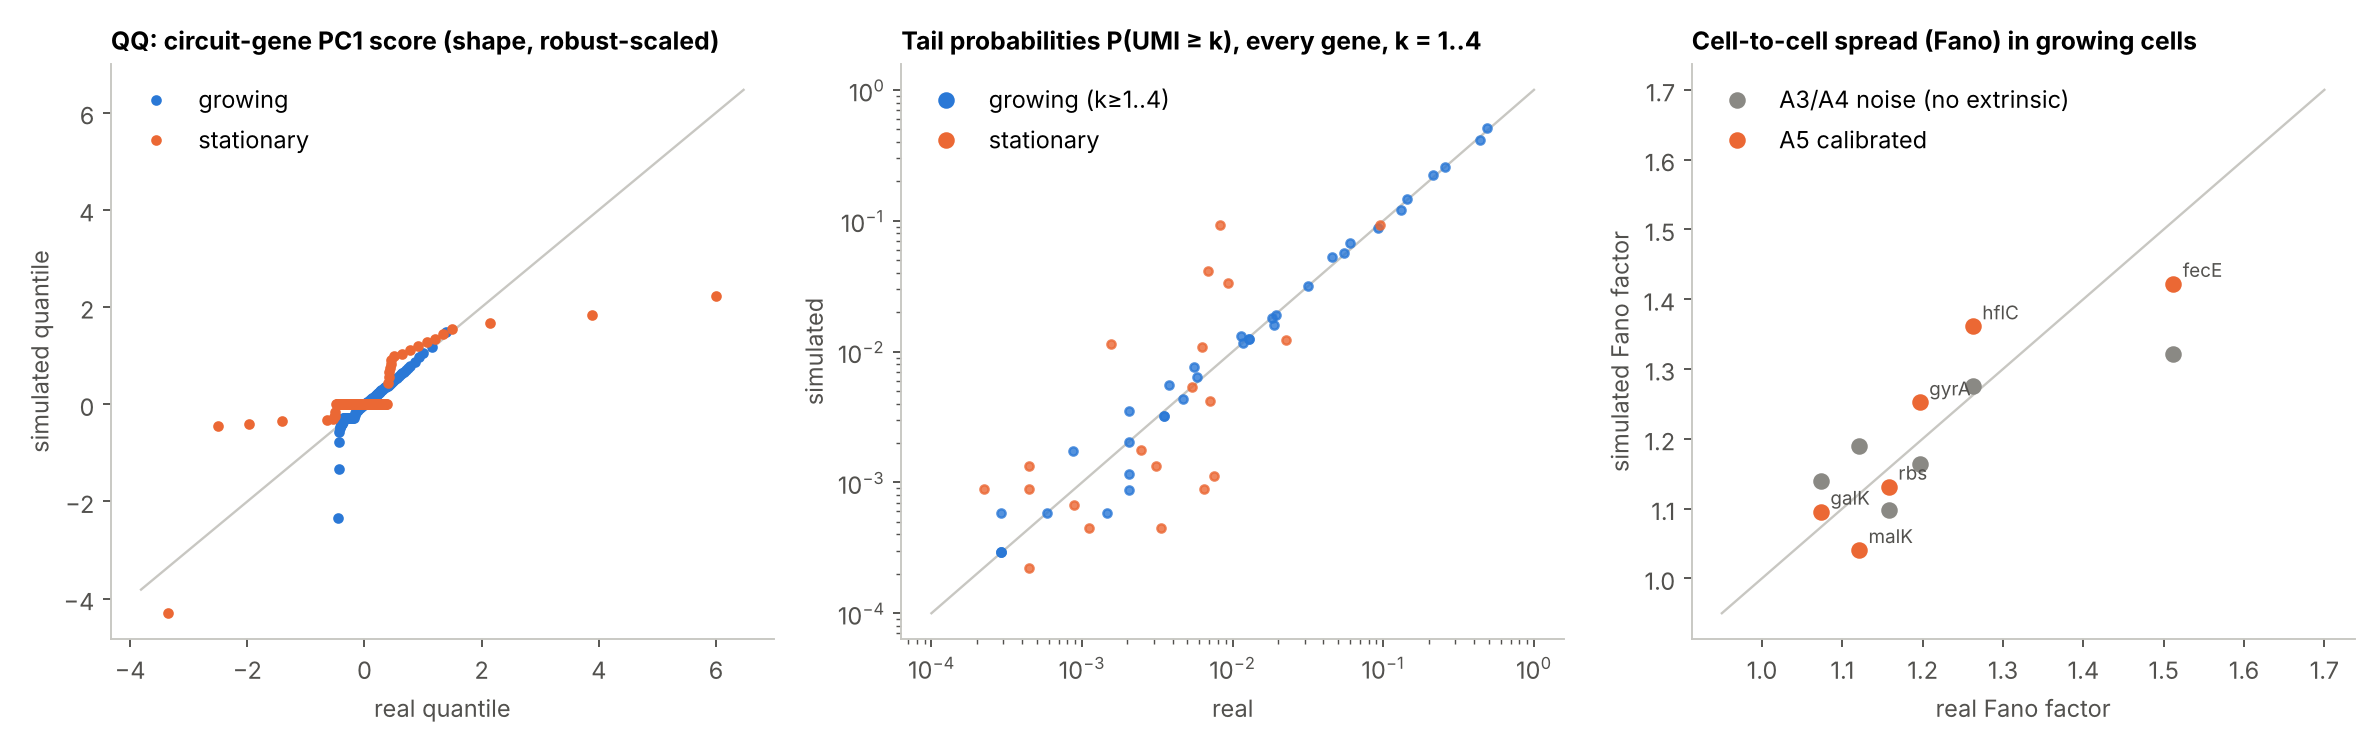 QQ: circuit-gene PC1 score (shape, robust-scaled)
growing
stationary
6
4
2
0
−2
−4
simulated quantile
−4
−2
0
2
4
6
real quantile
Tail probabilities P(UMI ≥ k), every gene, k = 1..4
growing (k≥1..4)
stationary
10⁰
10⁻¹
10⁻²
10⁻³
10⁻⁴
simulated
10⁻⁴
10⁻³
10⁻²
10⁻¹
10⁰
real
Cell-to-cell spread (Fano) in growing cells
A3/A4 noise (no extrinsic)
A5 calibrated
1.7
1.6
1.5
1.4
1.3
1.2
1.1
1.0
simulated Fano factor
fecE
hflC
gyrA
rbs
galK
malK
1.0
1.1
1.2
1.3
1.4
1.5
1.6
1.7
real Fano factor